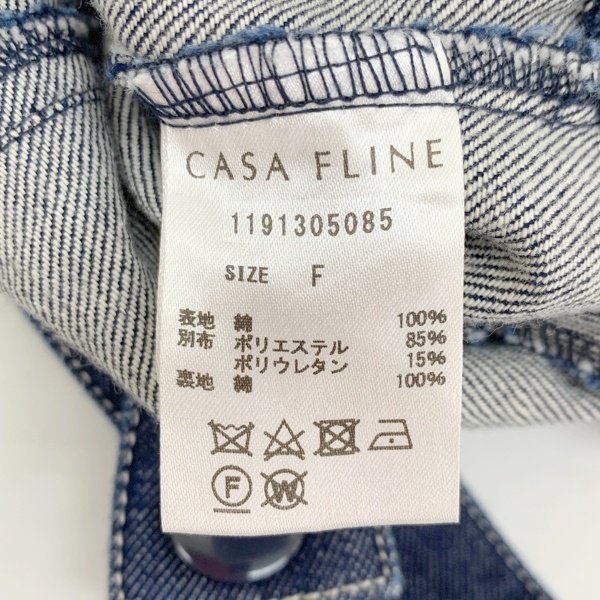 CASA FLINE
1191305085
SIZE F
表地 綿 100%
別布 ポリエステル 85%
ポリウレタン 15%
裏地 綿 100%
F W